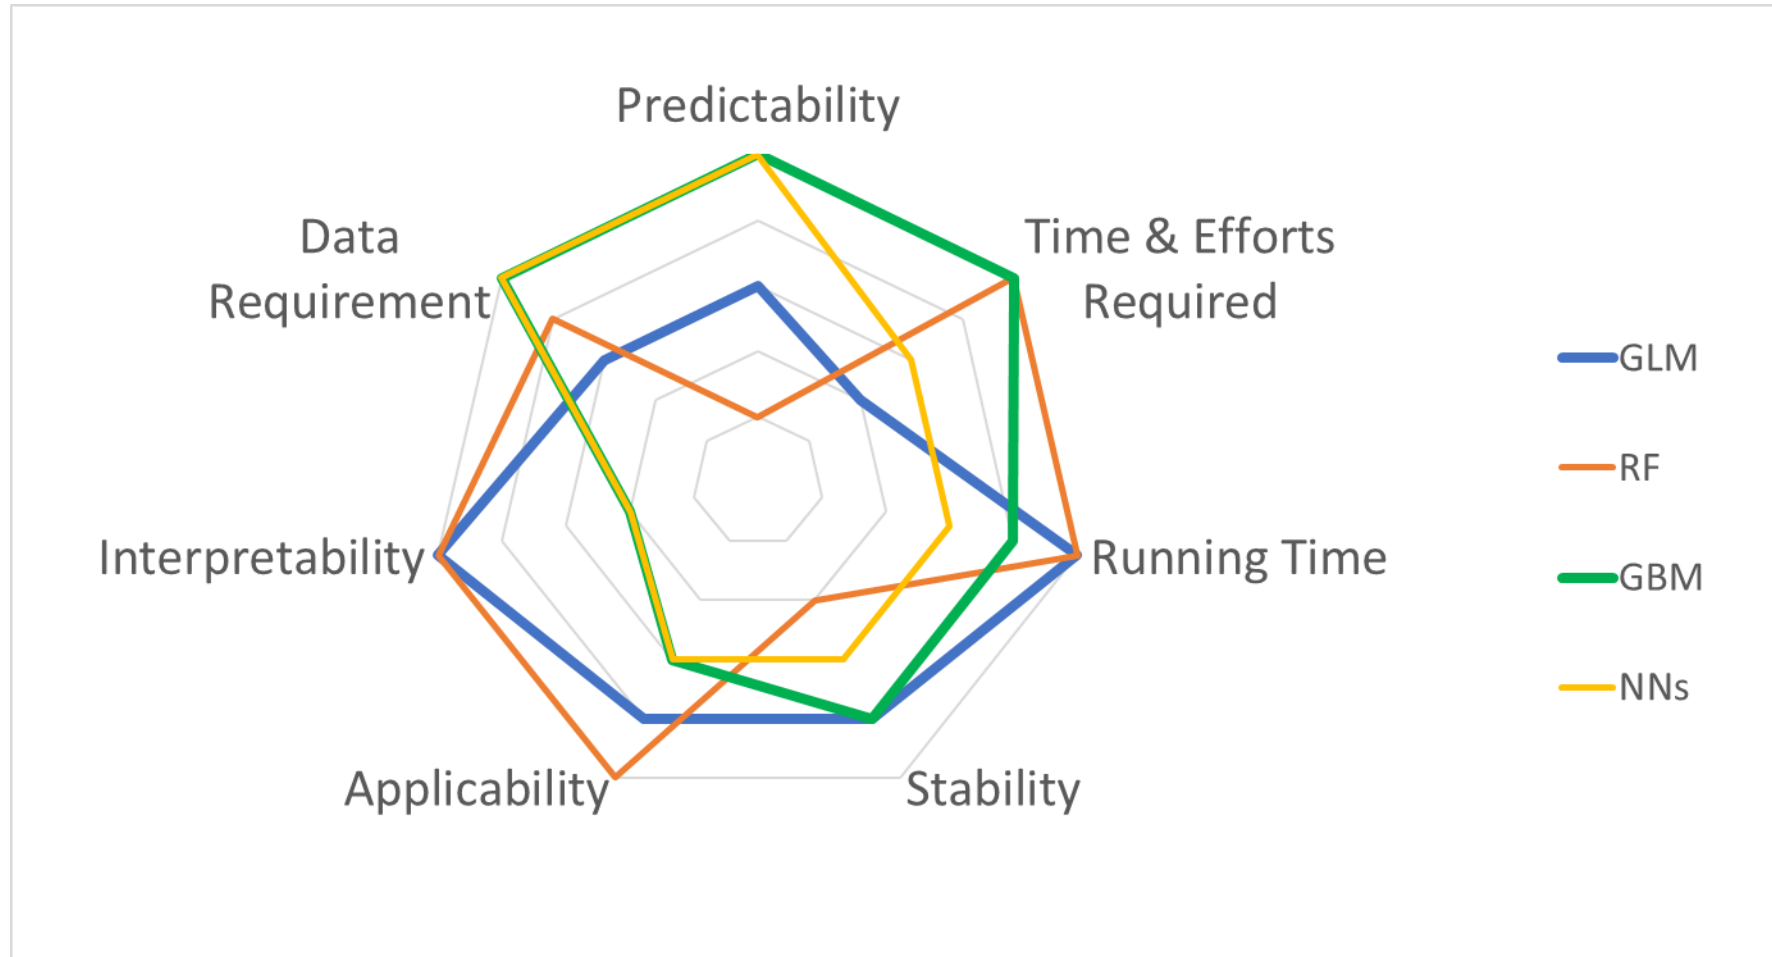 Predictability
Time & Efforts
Required
Running Time
Stability
Applicability
Interpretability
Data
Requirement
GLM
RF
GBM
NNs